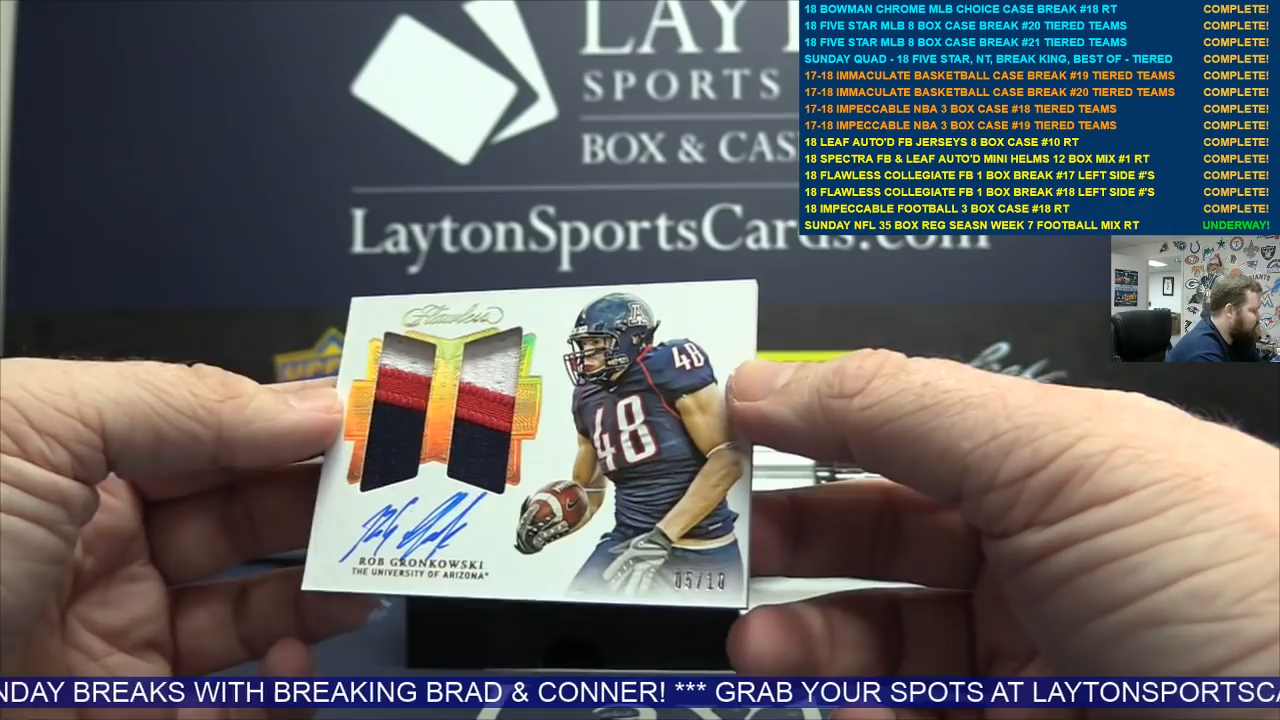 18 BOWMAN CHROME MLB CHOICE CASE BREAK #18 RT COMPLETE!
18 FIVE STAR MLB 8 BOX CASE BREAK #20 TIERED TEAMS COMPLETE!
18 FIVE STAR MLB 8 BOX CASE BREAK #21 TIERED TEAMS COMPLETE!
SUNDAY QUAD - 18 FIVE STAR, NT, BREAK KING, BEST OF - TIERED COMPLETE!
17-18 IMMACULATE BASKETBALL CASE BREAK #19 TIERED TEAMS COMPLETE!
17-18 IMMACULATE BASKETBALL CASE BREAK #20 TIERED TEAMS COMPLETE!
17-18 IMPECCABLE NBA 3 BOX CASE #18 TIERED TEAMS COMPLETE!
17-18 IMPECCABLE NBA 3 BOX CASE #19 TIERED TEAMS COMPLETE!
18 LEAF AUTO'D FB JERSEYS 8 BOX CASE #10 RT COMPLETE!
18 SPECTRA FB & LEAF AUTO'D MINI HELMS 12 BOX MIX #1 RT COMPLETE!
18 FLAWLESS COLLEGIATE FB 1 BOX BREAK #17 LEFT SIDE #'S COMPLETE!
18 FLAWLESS COLLEGIATE FB 1 BOX BREAK #18 LEFT SIDE #'S COMPLETE!
18 IMPECCABLE FOOTBALL 3 BOX CASE #18 RT COMPLETE!
SUNDAY NFL 35 BOX REG SEASN WEEK 7 FOOTBALL MIX RT UNDERWAY!
LAY
SPORTS
BOX & CAS
LaytonSportsCards.com
Flawless
A
48
48
ROB GRONKOWSKI
THE UNIVERSITY OF ARIZONA®
05/10
NDAY BREAKS WITH BREAKING BRAD & CONNER! *** GRAB YOUR SPOTS AT LAYTONSPORTSCA